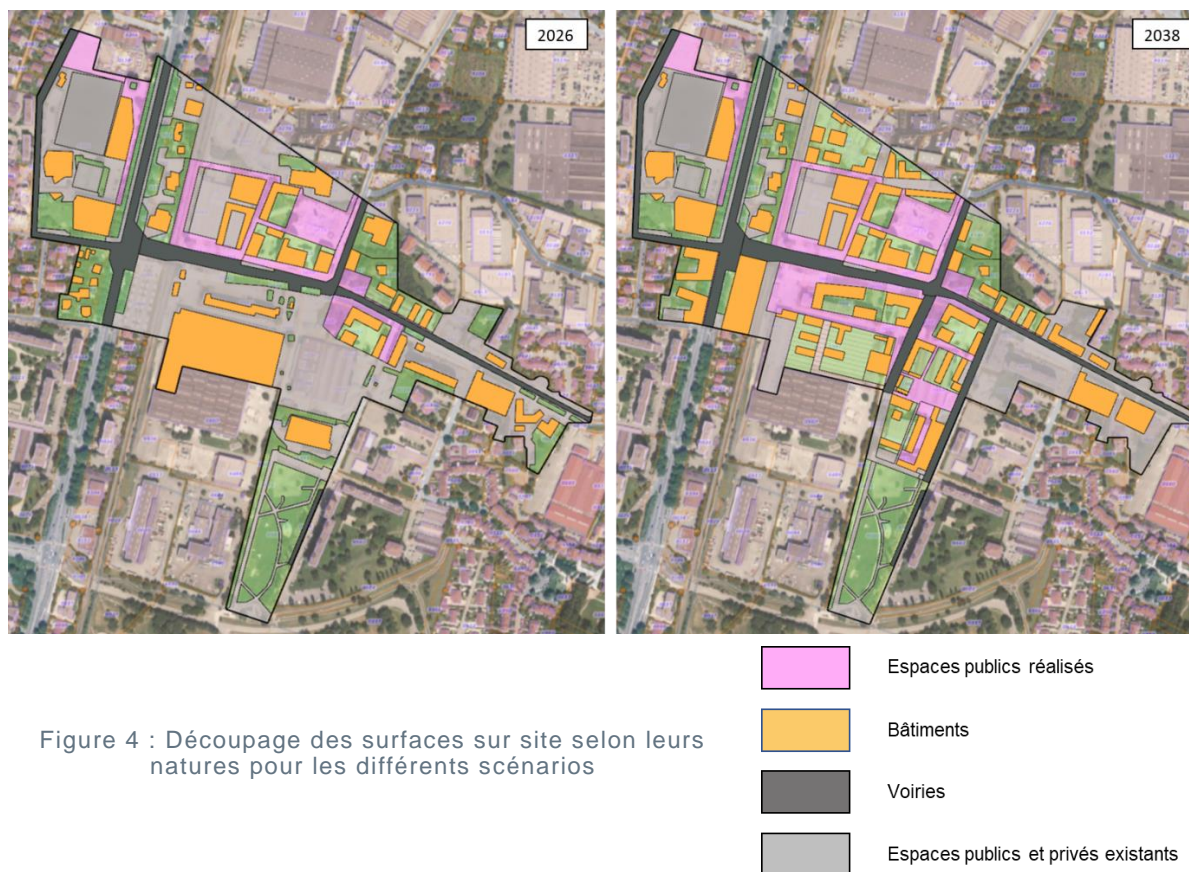 2026
2038
Espaces publics réalisés
Figure 4 : Découpage des surfaces sur site selon leurs
natures pour les différents scénarios
Bâtiments
Voiries
Espaces publics et privés existants